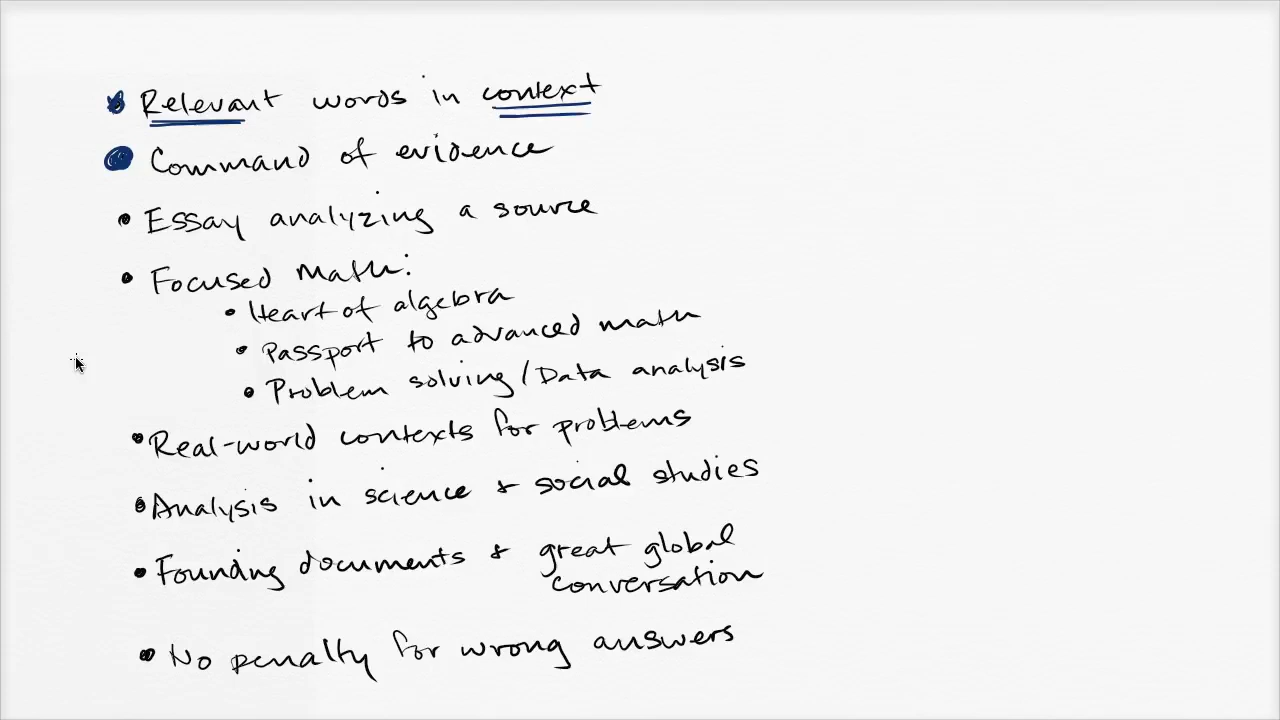 Relevant words in context
Command of evidence
Essay analyzing a source
Focused Math:
Heart of algebra
Passport to advanced math
Problem solving/Data analysis
Real-world contexts for problems
Analysis in science & social studies
Founding documents & great global
conversation
No penalty for wrong answers